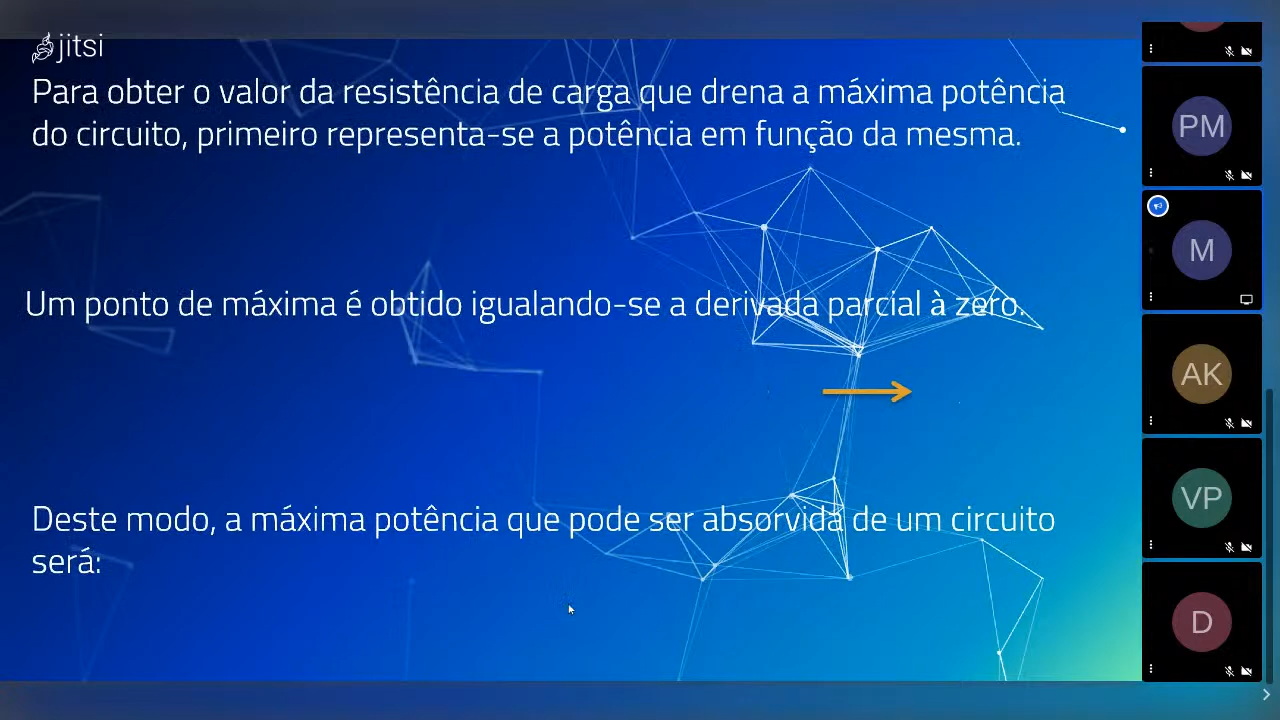 jitsi
Para obter o valor da resistência de carga que drena a máxima potência
do circuito, primeiro representa-se a potência em função da mesma.
Um ponto de máxima é obtido igualando-se a derivada parcial à zero.
Deste modo, a máxima potência que pode ser absorvida de um circuito
será:
PM
M
AK
VP
D